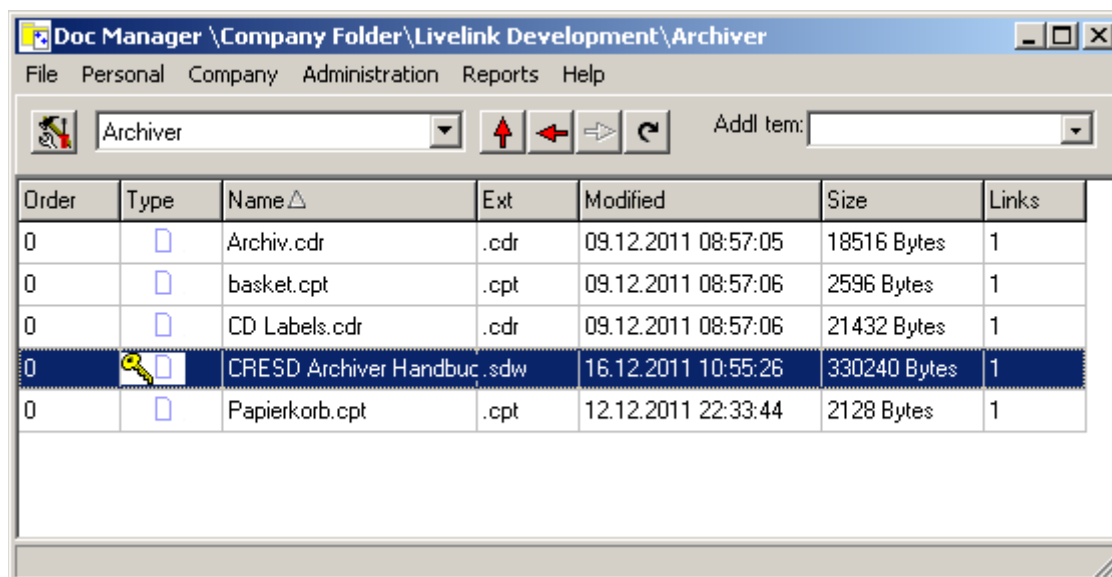 Doc Manager \Company Folder\Livelink Development\Archiver
File Personal Company Administration Reports Help
Archiver Addl tem:
Order Type Name Ext Modified Size Links
0 Archiv.cdr .cdr 09.12.2011 08:57:05 18516 Bytes 1
0 basket.cpt .cpt 09.12.2011 08:57:06 2596 Bytes 1
0 CD Labels.cdr .cdr 09.12.2011 08:57:06 21432 Bytes 1
0 CRESD Archiver Handbuc .sdw 16.12.2011 10:55:26 330240 Bytes 1
0 Papierkorb.cpt .cpt 12.12.2011 22:33:44 2128 Bytes 1